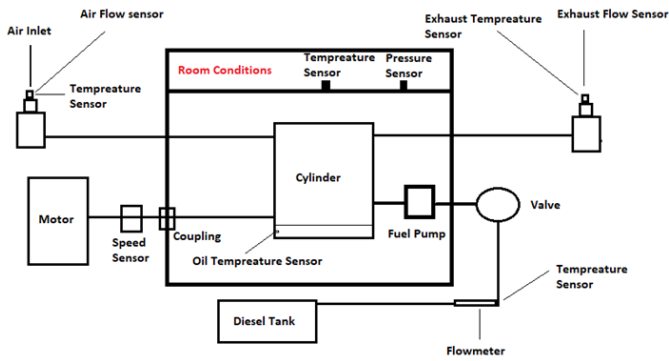 Air Flow sensor
Air Inlet
Tempreature
Sensor
Room Conditions
Tempreature
Sensor
Pressure
Sensor
Exhaust Tempreature
Sensor
Exhaust Flow Sensor
Cylinder
Motor
Speed
Sensor
Coupling
Oil Tempreature Sensor
Fuel Pump
Valve
Diesel Tank
Flowmeter
Tempreature
Sensor